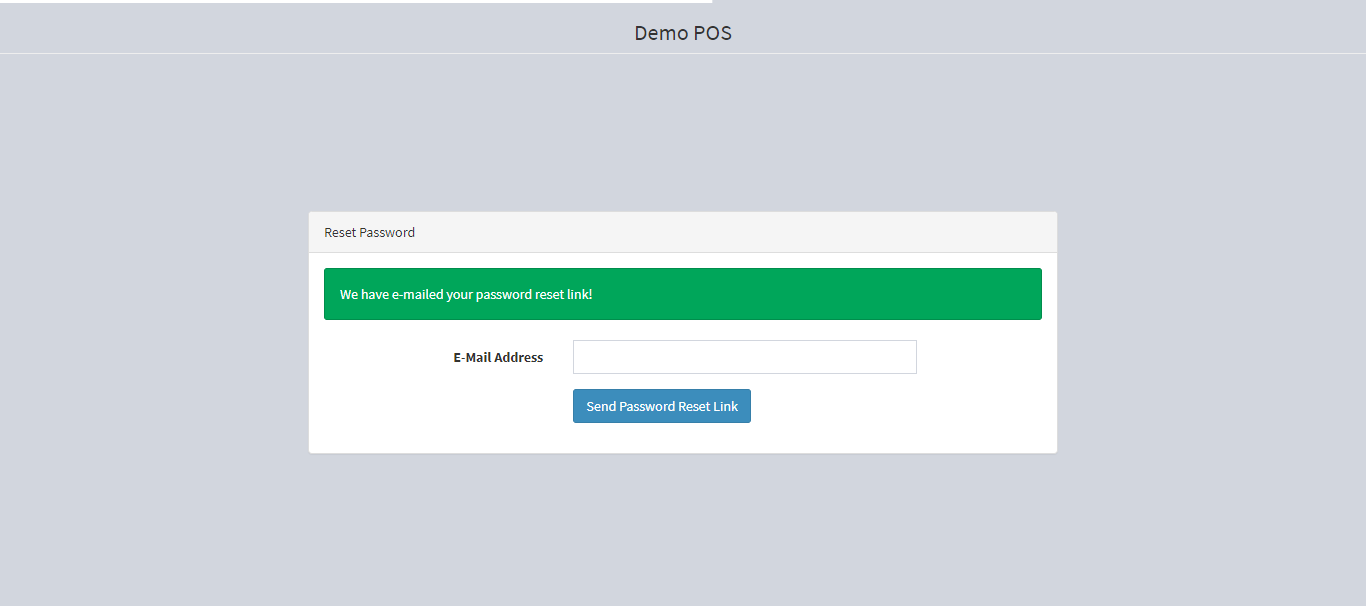 Demo POS
Reset Password
We have e-mailed your password reset link!
E-Mail Address
Send Password Reset Link